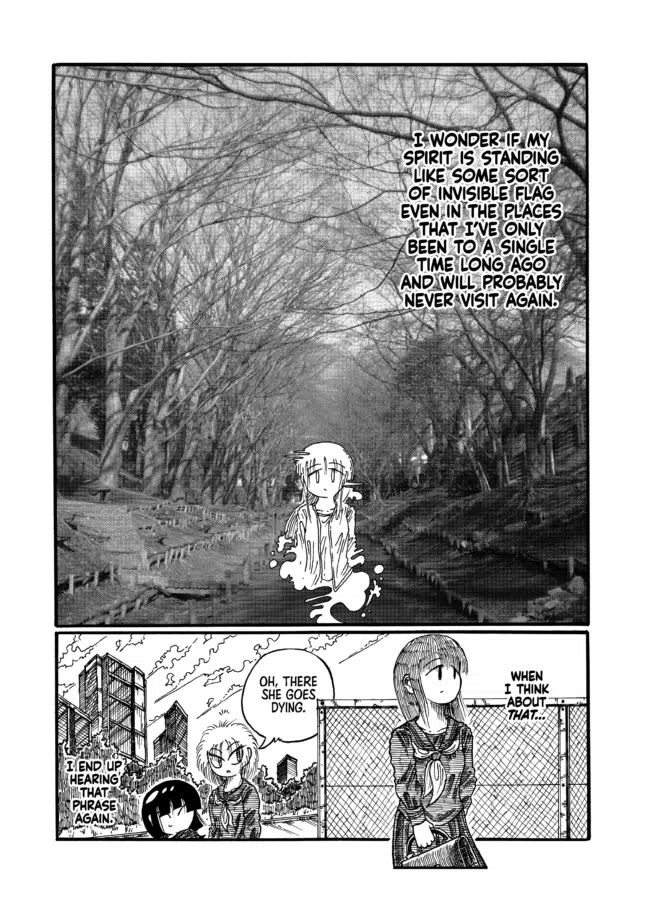 I WONDER IF MY
SPIRIT IS STANDING
LIKE SOME SORT
OF INVISIBLE FLAG
EVEN IN THE PLACES
THAT I'VE ONLY
BEEN TO A SINGLE
TIME LONG AGO
AND WILL PROBABLY
NEVER VISIT AGAIN.
WHEN
I THINK
ABOUT
THAT...
OH, THERE
SHE GOES
DYING.
I END UP
HEARING
THAT
PHRASE
AGAIN.